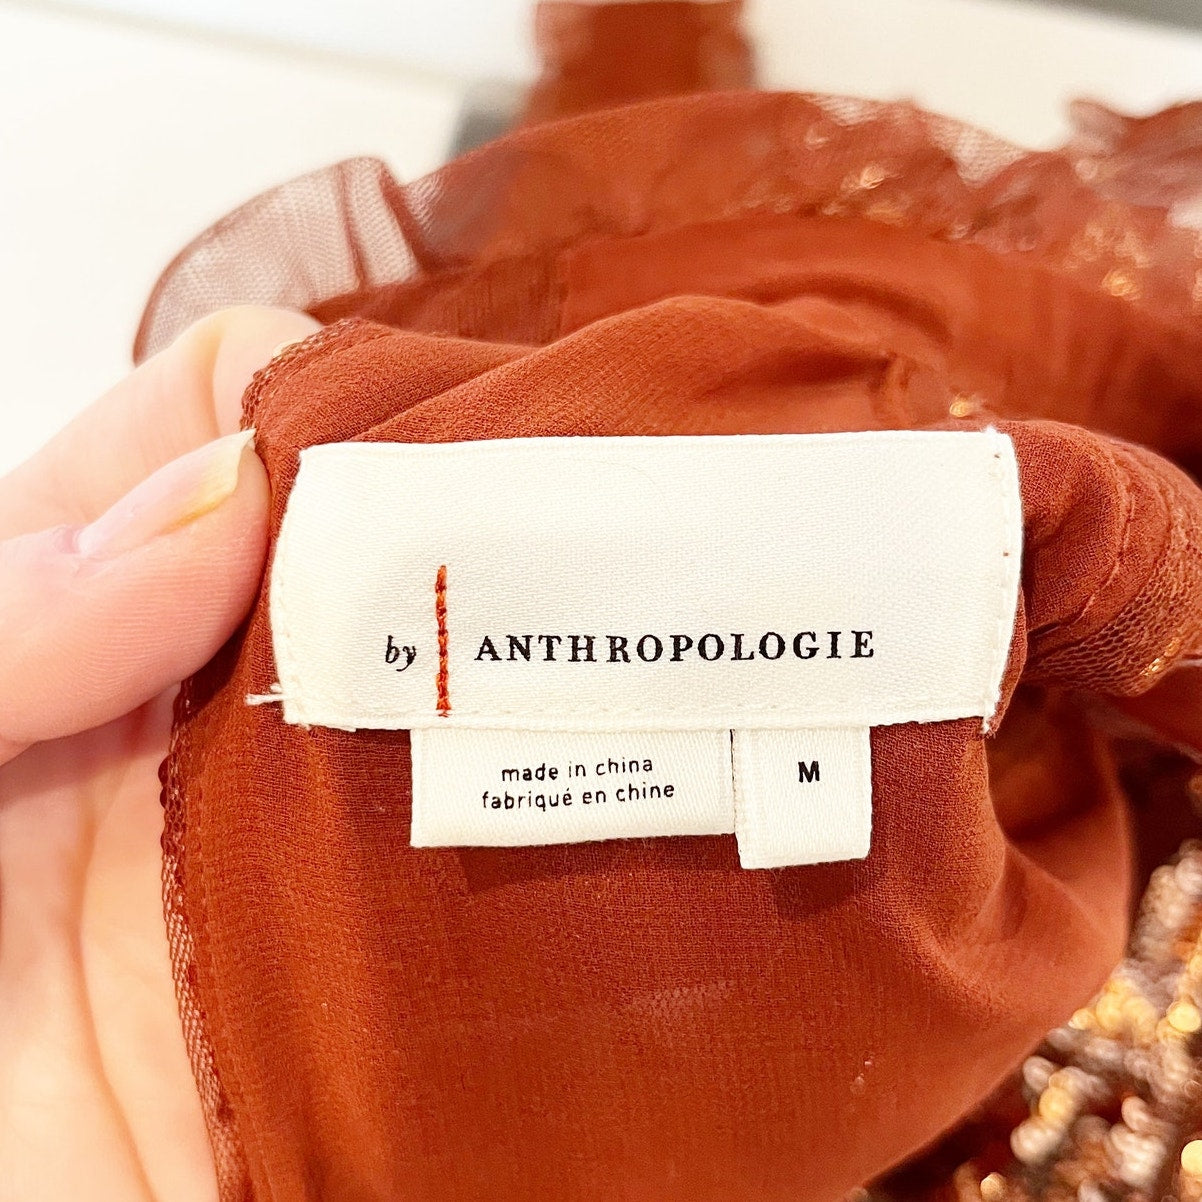 by ANTHROPOLOGIE
made in china
fabriqué en chine
M